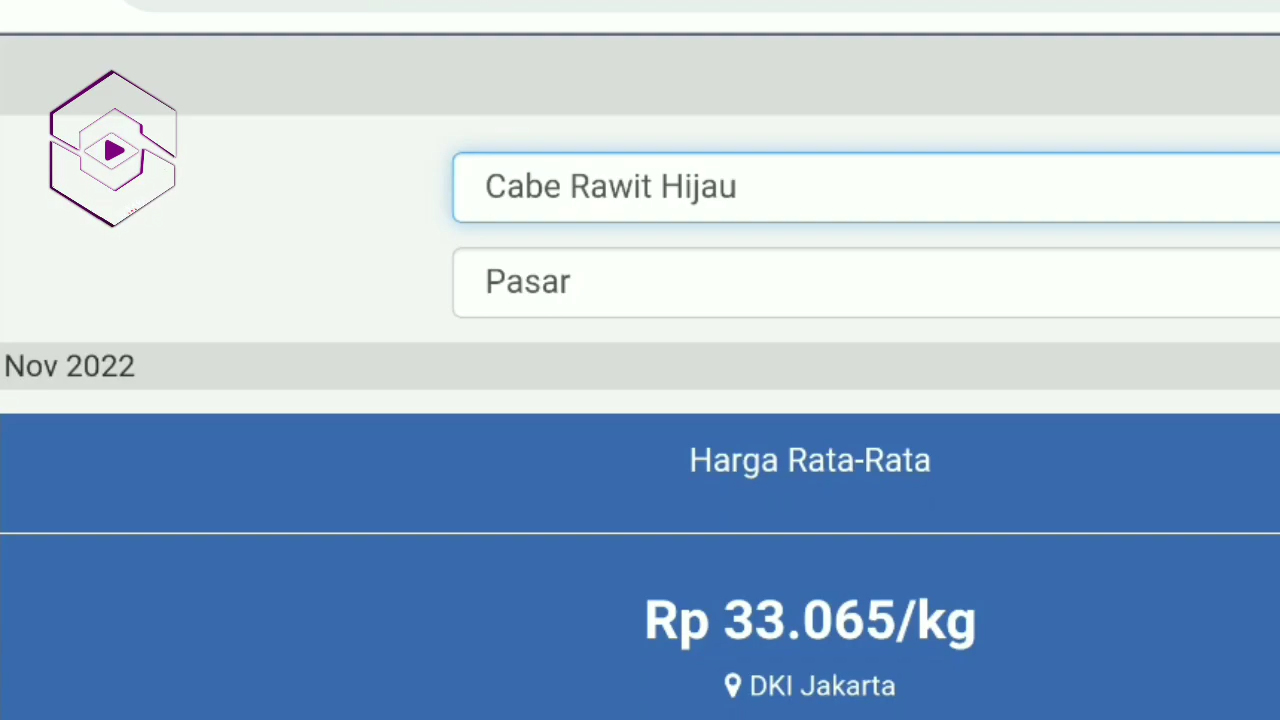 Cabe Rawit Hijau
Pasar
Nov 2022
Harga Rata-Rata
Rp 33.065/kg
DKI Jakarta